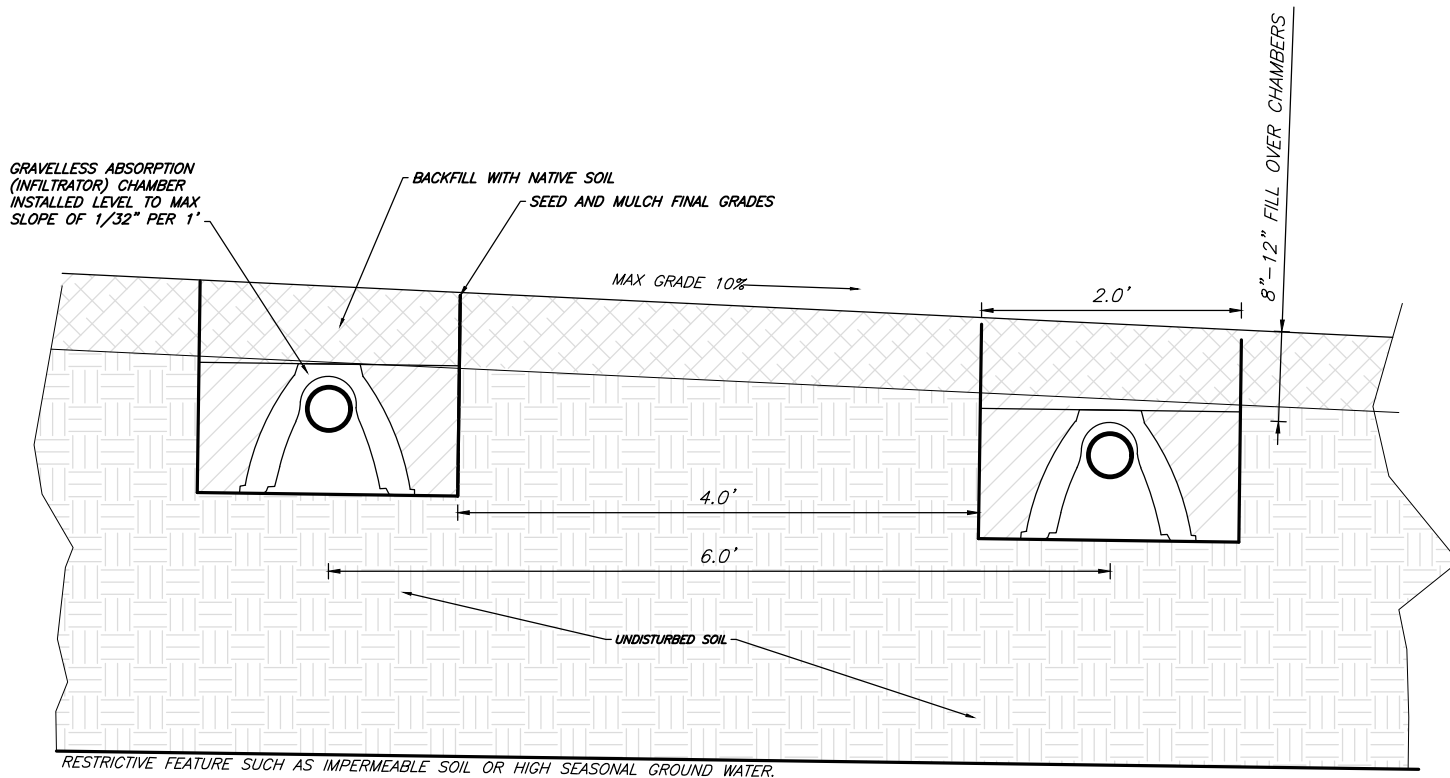 GRAVELLESS ABSORPTION
(INFILTRATOR) CHAMBER
INSTALLED LEVEL TO MAX
SLOPE OF 1/32" PER 1'
BACKFILL WITH NATIVE SOIL
SEED AND MULCH FINAL GRADES
8"-12" FILL OVER CHAMBERS
MAX GRADE 10%
2.0'
4.0'
6.0'
UNDISTURBED SOIL
RESTRICTIVE FEATURE SUCH AS IMPERMEABLE SOIL OR HIGH SEASONAL GROUND WATER.